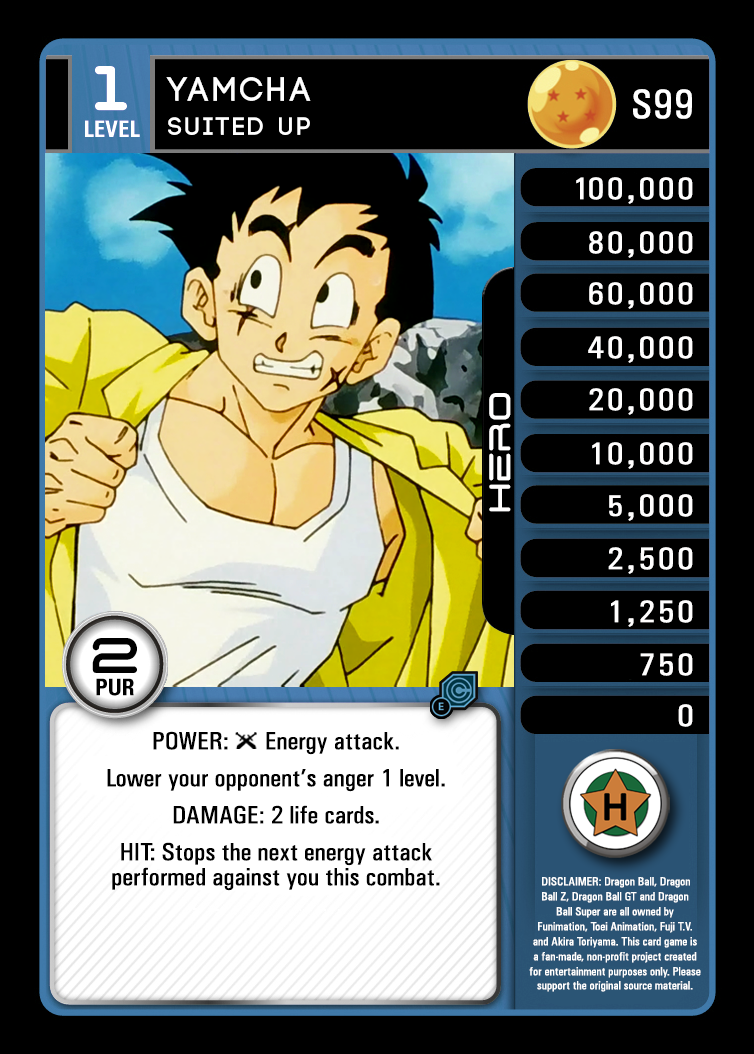 1
LEVEL
YAMCHA
SUITED UP
S99
100,000
80,000
60,000
40,000
20,000
10,000
5,000
2,500
1,250
750
0
HERO
2
PUR
E
POWER: Energy attack.
Lower your opponent's anger 1 level.
DAMAGE: 2 life cards.
HIT: Stops the next energy attack
performed against you this combat.
H
DISCLAIMER: Dragon Ball, Dragon
Ball Z, Dragon Ball GT and Dragon
Ball Super are all owned by
Funimation, Toei Animation, Fuji T.V.
and Akira Toriyama. This card game is
a fan-made, non-profit project created
for entertainment purposes only. Please
support the original source material.